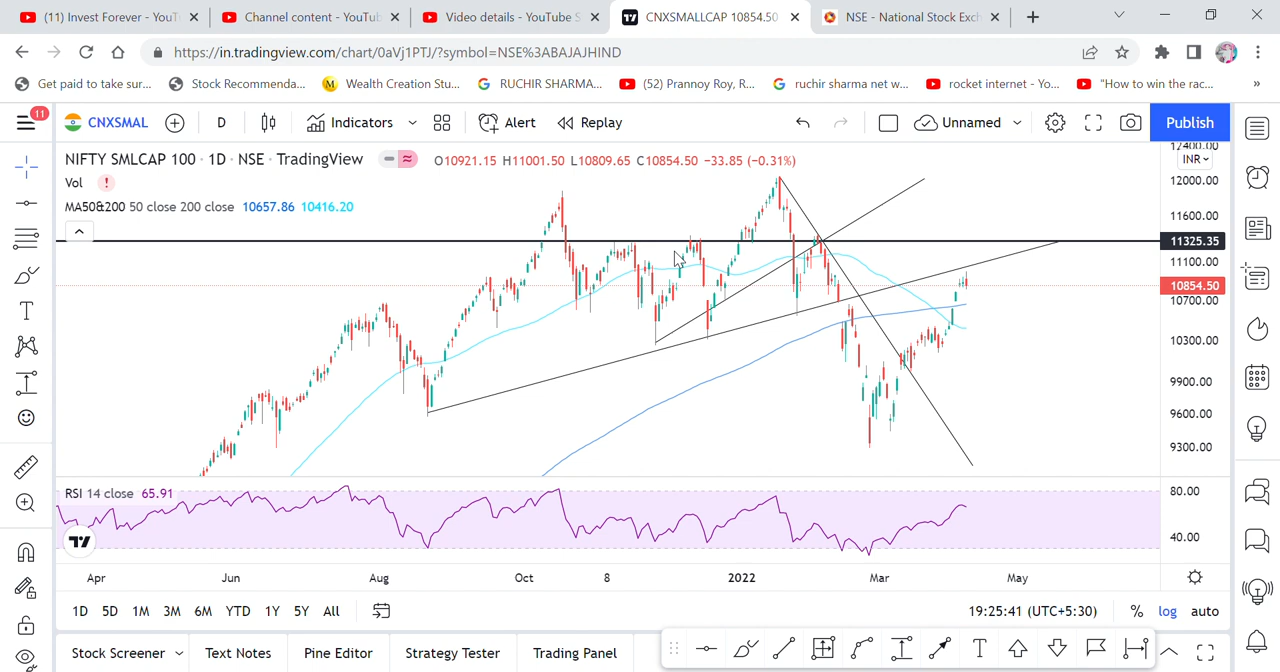 (11) Invest Forever - YouT
Channel content - YouTub
Video details - YouTube S
CNXSMALLCAP 10854.50
NSE - National Stock Exch
https://in.tradingview.com/chart/0aVj1PTJ/?symbol=NSE%3ABAJAJHIND
Get paid to take sur...
Stock Recommenda...
Wealth Creation Stu...
RUCHIR SHARMA...
(52) Prannoy Roy, R...
ruchir sharma net w...
rocket internet - Yo...
"How to win the rac...
»
11
CNXSMAL
D
Indicators
Alert
Replay
Unnamed
Publish
NIFTY SMLCAP 100 · 1D · NSE · TradingView
O10921.15 H11001.50 L10809.65 C10854.50 −33.85 (−0.31%)
Vol !
MA50&200 50 close 200 close 10657.86 10416.20
12400.00
INR
12000.00
11600.00
11325.35
11100.00
10854.50
10700.00
10300.00
9900.00
9600.00
9300.00
RSI 14 close 65.91
80.00
40.00
Apr Jun Aug Oct 8 2022 Mar May
1D 5D 1M 3M 6M YTD 1Y 5Y All
19:25:41 (UTC+5:30) % log auto
Stock Screener Text Notes Pine Editor Strategy Tester Trading Panel